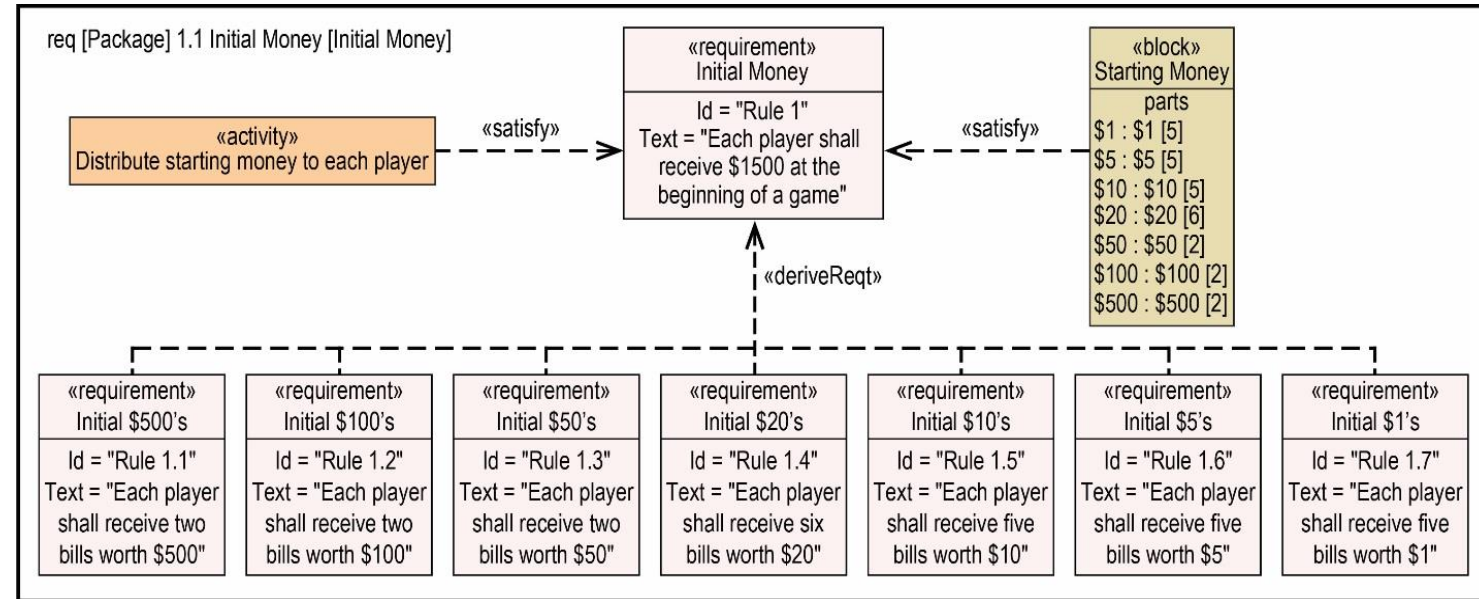 req [Package] 1.1 Initial Money [Initial Money]
«activity»
Distribute starting money to each player
«satisfy»
«requirement»
Initial Money
Id = "Rule 1"
Text = "Each player shall
receive $1500 at the
beginning of a game"
«satisfy»
«block»
Starting Money
parts
$1 : $1 [5]
$5 : $5 [5]
$10 : $10 [5]
$20 : $20 [6]
$50 : $50 [2]
$100 : $100 [2]
$500 : $500 [2]
«deriveReqt»
«requirement»
Initial $500's
Id = "Rule 1.1"
Text = "Each player
shall receive two
bills worth $500"
«requirement»
Initial $100's
Id = "Rule 1.2"
Text = "Each player
shall receive two
bills worth $100"
«requirement»
Initial $50's
Id = "Rule 1.3"
Text = "Each player
shall receive two
bills worth $50"
«requirement»
Initial $20's
Id = "Rule 1.4"
Text = "Each player
shall receive six
bills worth $20"
«requirement»
Initial $10's
Id = "Rule 1.5"
Text = "Each player
shall receive five
bills worth $10"
«requirement»
Initial $5's
Id = "Rule 1.6"
Text = "Each player
shall receive five
bills worth $5"
«requirement»
Initial $1's
Id = "Rule 1.7"
Text = "Each player
shall receive five
bills worth $1"